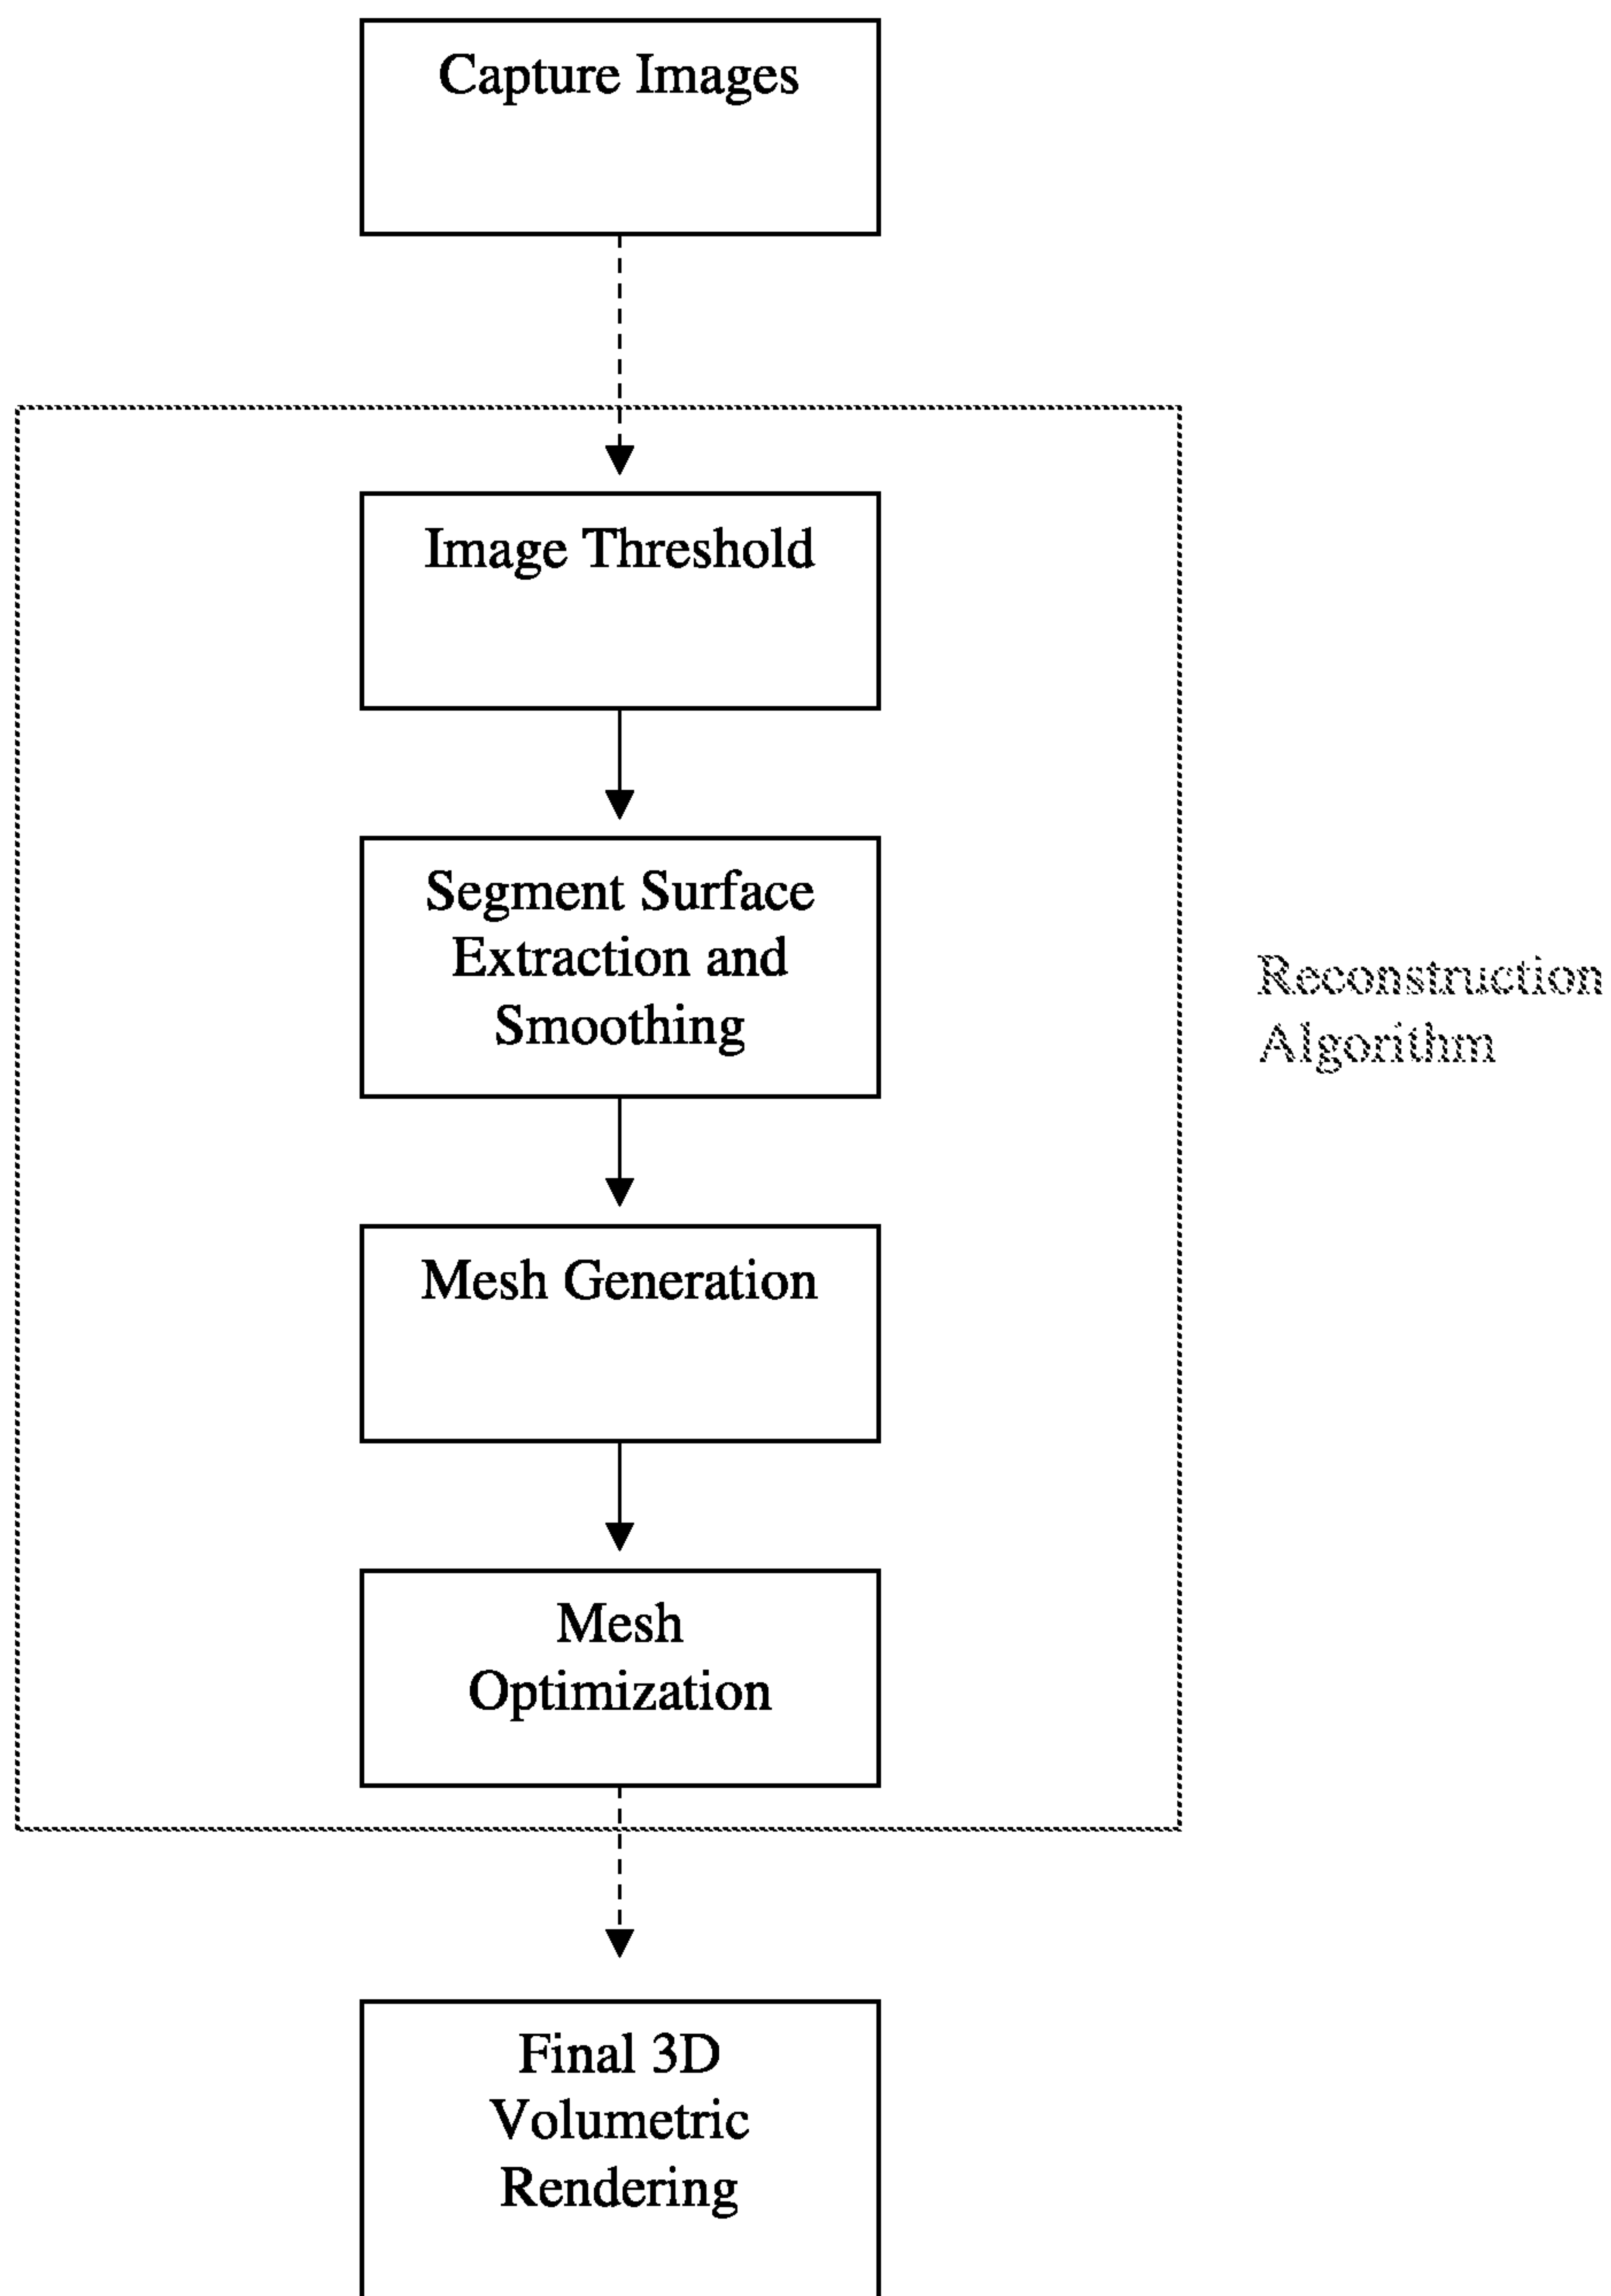 Capture Images
Image Threshold
Segment Surface
Extraction and
Smoothing
Reconstruction
Algorithm
Mesh Generation
Mesh
Optimization
Final 3D
Volumetric
Rendering